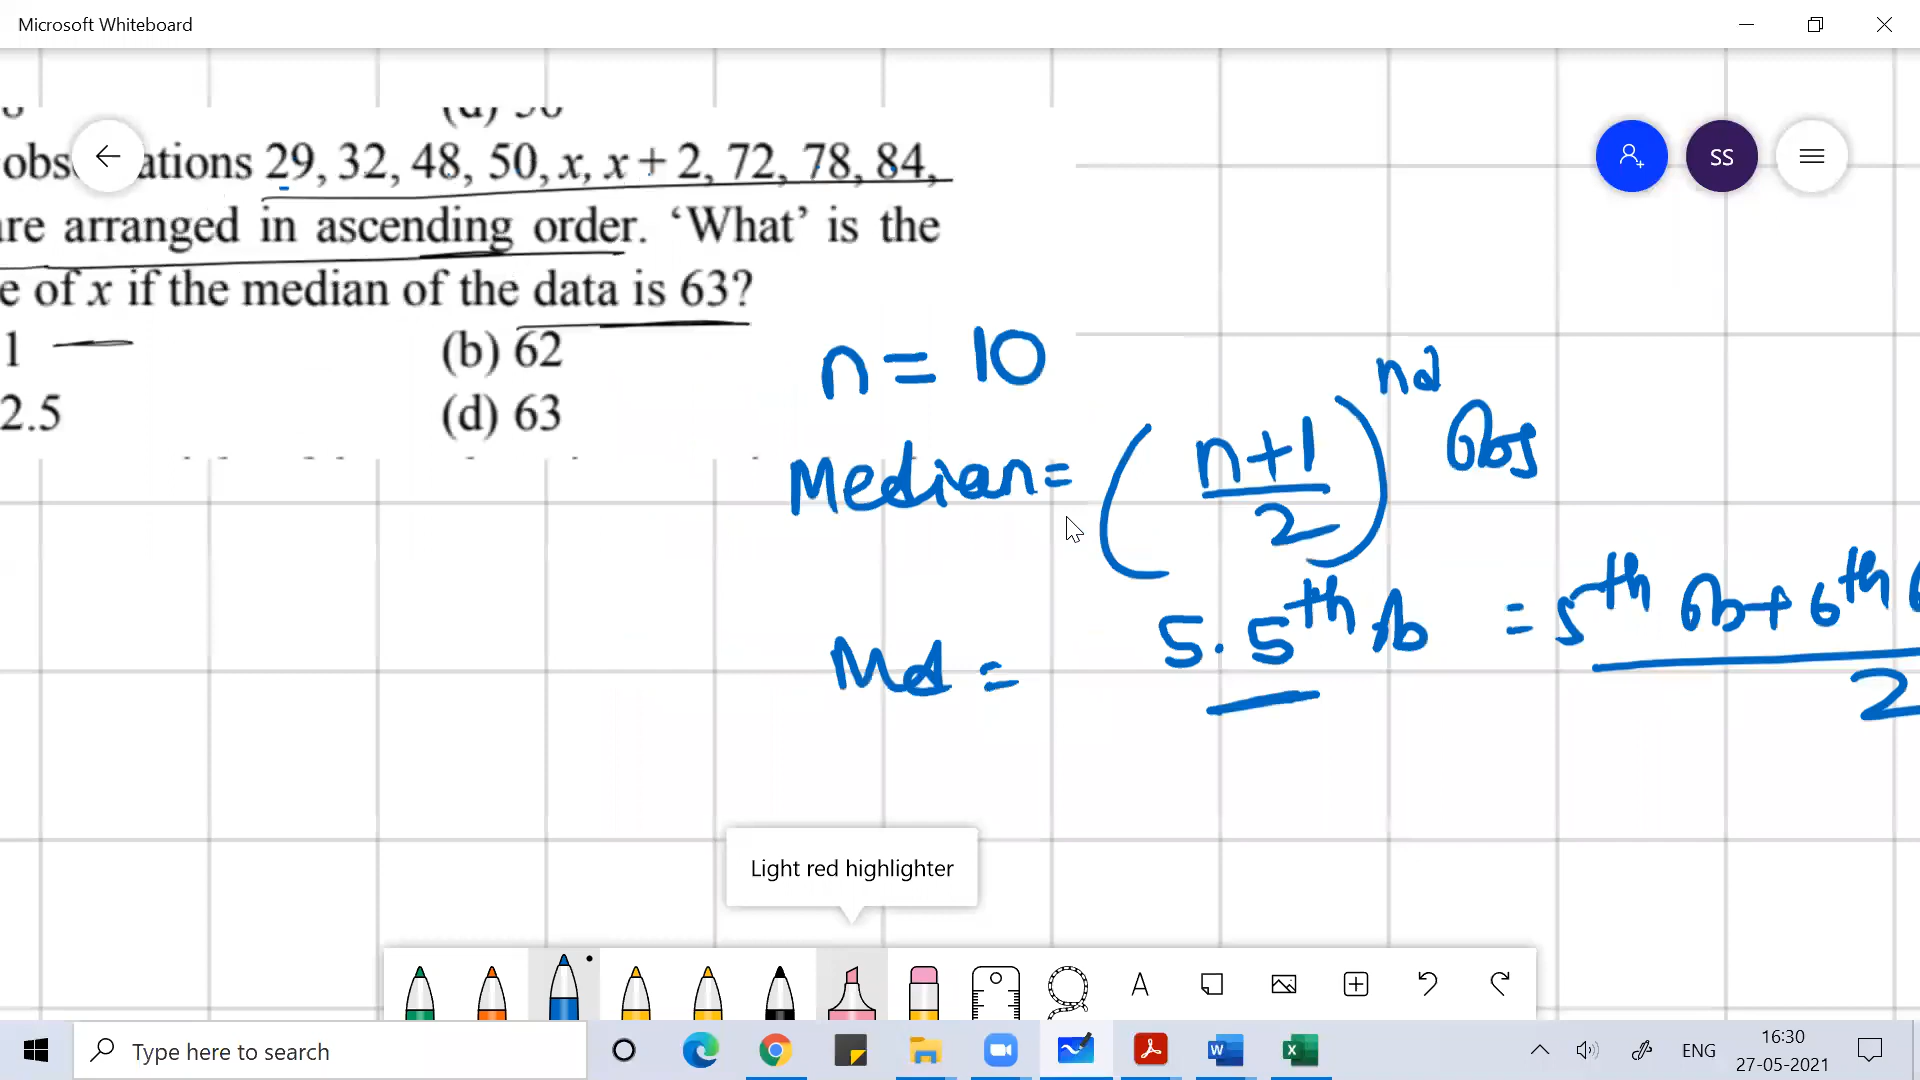 Microsoft Whiteboard
(d)
29, 32, 48, 50, x, x + 2, 72, 78, 84,
SS
are arranged in ascending order. ‘What’ is the
e of x if the median of the data is 63?
1 (b) 62
2.5 (d) 63
n = 10
Median = (n+1/2)nd Obs
Md = 5.5th Ob = 5th Ob + 6th
2
Light red highlighter
A
Type here to search
ENG
16:30
27-05-2021